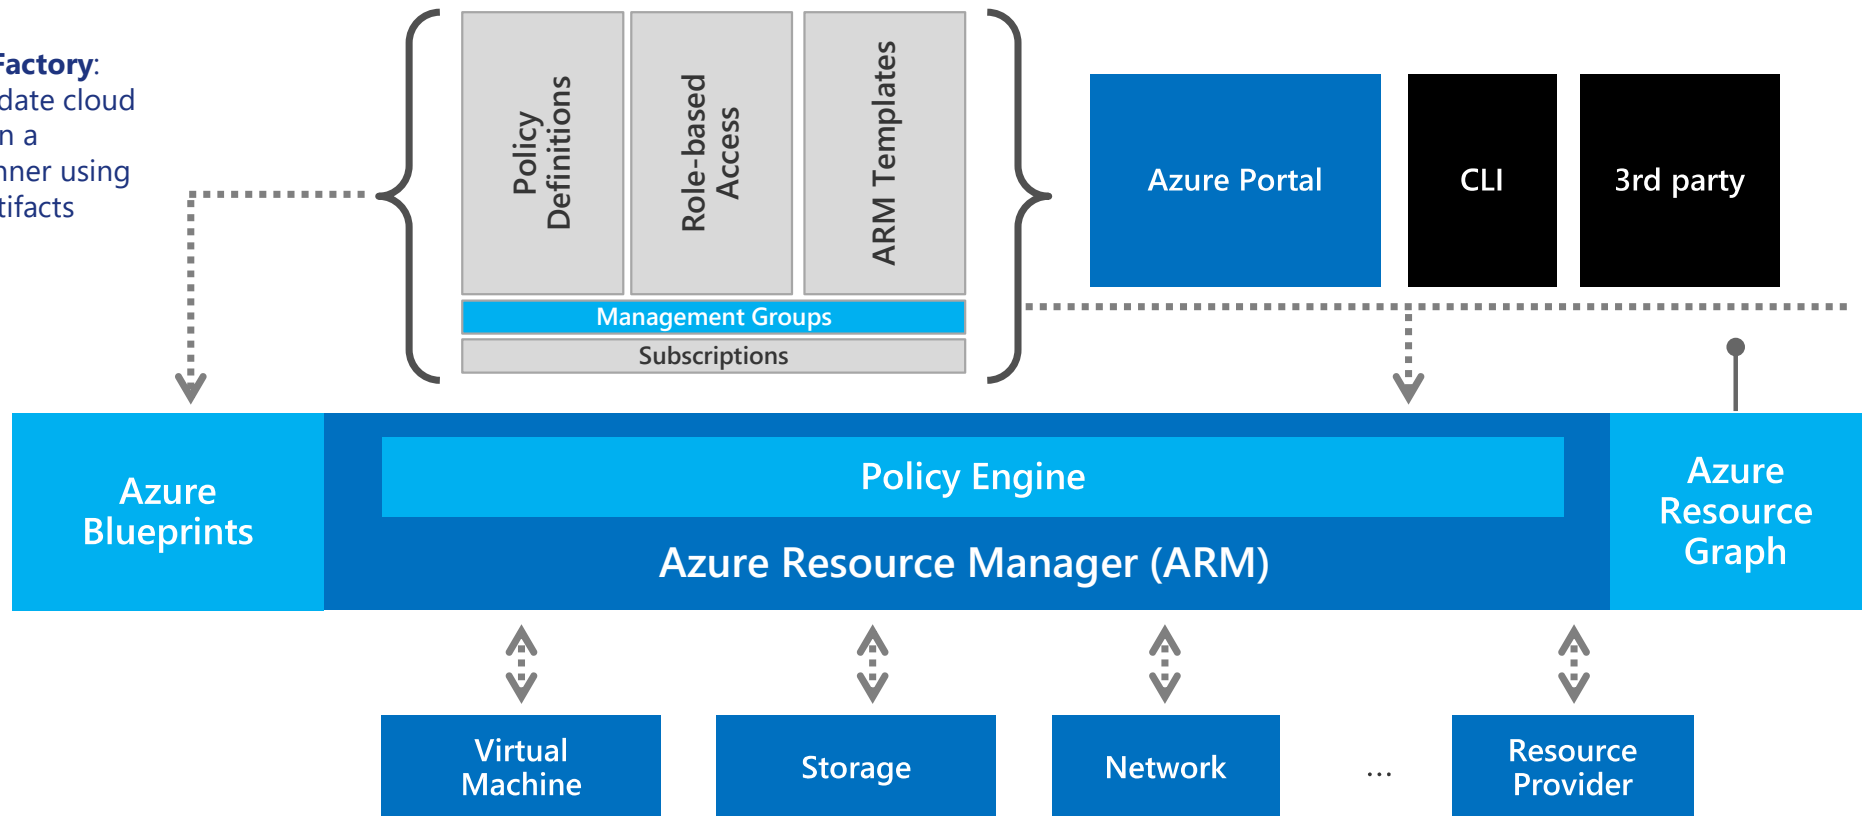 Factory:
date cloud
n a
nner using
tifacts
Policy
Definitions
Role-based
Access
ARM Templates
Management Groups
Subscriptions
Azure Portal
CLI
3rd party
Azure
Blueprints
Policy Engine
Azure Resource Manager (ARM)
Azure
Resource
Graph
Virtual
Machine
Storage
Network
...
Resource
Provider